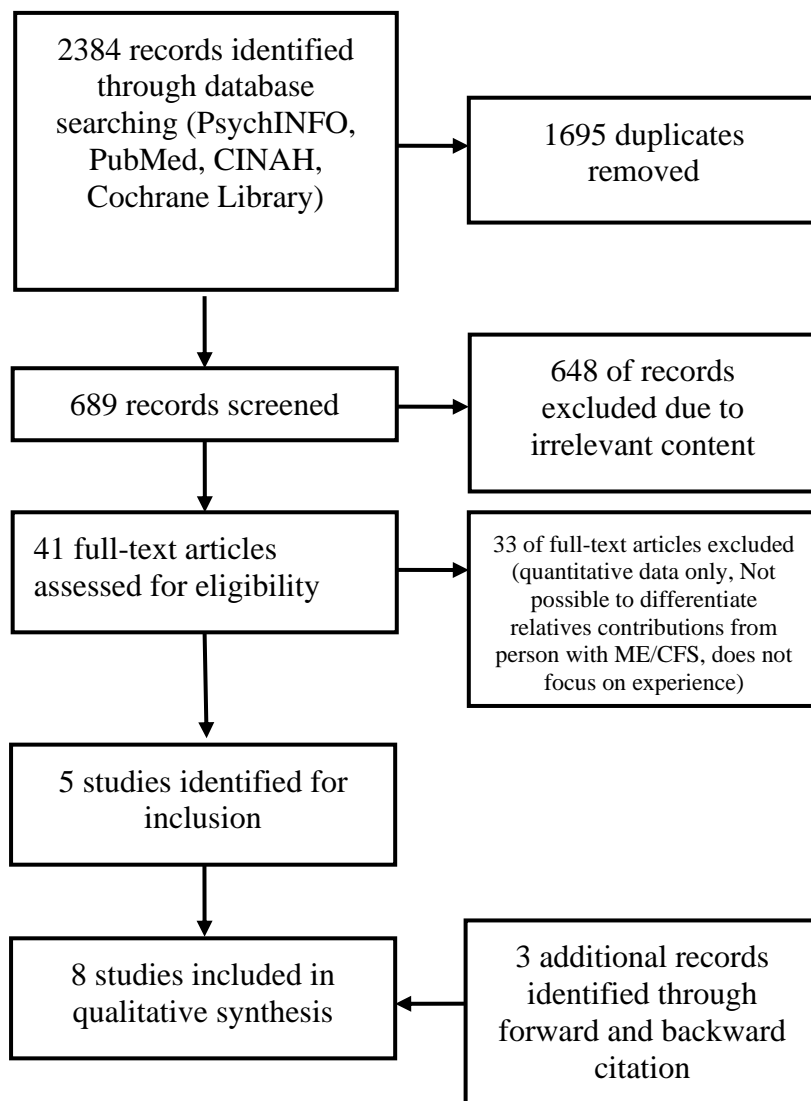 2384 records identified
through database
searching (PsychINFO,
PubMed, CINAH,
Cochrane Library)
1695 duplicates
removed
689 records screened
648 of records
excluded due to
irrelevant content
41 full-text articles
assessed for eligibility
33 of full-text articles excluded
(quantitative data only, Not
possible to differentiate
relatives contributions from
person with ME/CFS, does not
focus on experience)
5 studies identified for
inclusion
8 studies included in
qualitative synthesis
3 additional records
identified through
forward and backward
citation